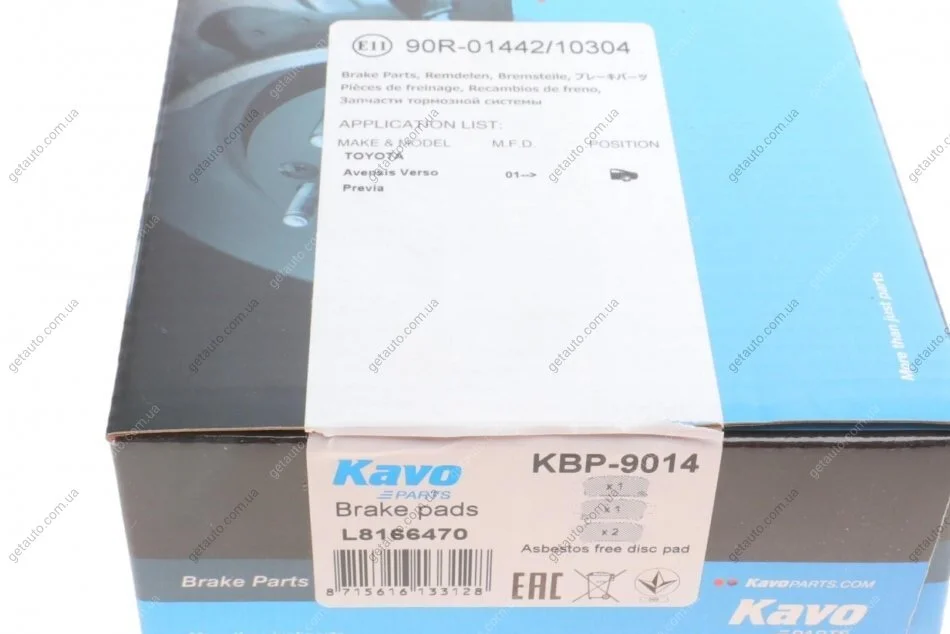 E11 90R-01442/10304
Brake Parts, Remdelen, Bremsteile, ブレーキパーツ
Pièces de freinage, Recambios de freno,
Запчасти тормозной системы
APPLICATION LIST:
MAKE & MODEL M.F.D. POSITION
TOYOTA
Avensis Verso 01-->
Previa
More than just parts
Kavo
PARTS
KBP-9014
x 1
x 1
x 2
Brake pads
L8166470
Asbestos free disc pad
8 715616 133128
EAC
Brake Parts
KavoPARTS.COM
Kavo
PARTS
getauto.com.ua